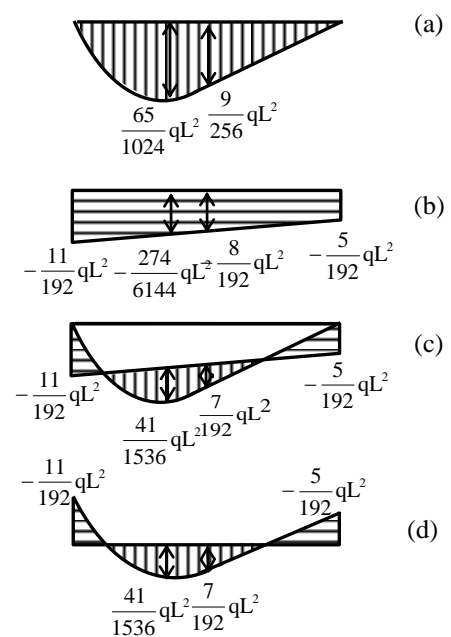 (a)
65/1024 qL² 9/256 qL²
(b)
-11/192 qL² -274/6144 qL² -8/192 qL² -5/192 qL²
(c)
-11/192 qL² 41/1536 qL² 7/192 qL² -5/192 qL²
-11/192 qL² -5/192 qL²
(d)
41/1536 qL² 7/192 qL²